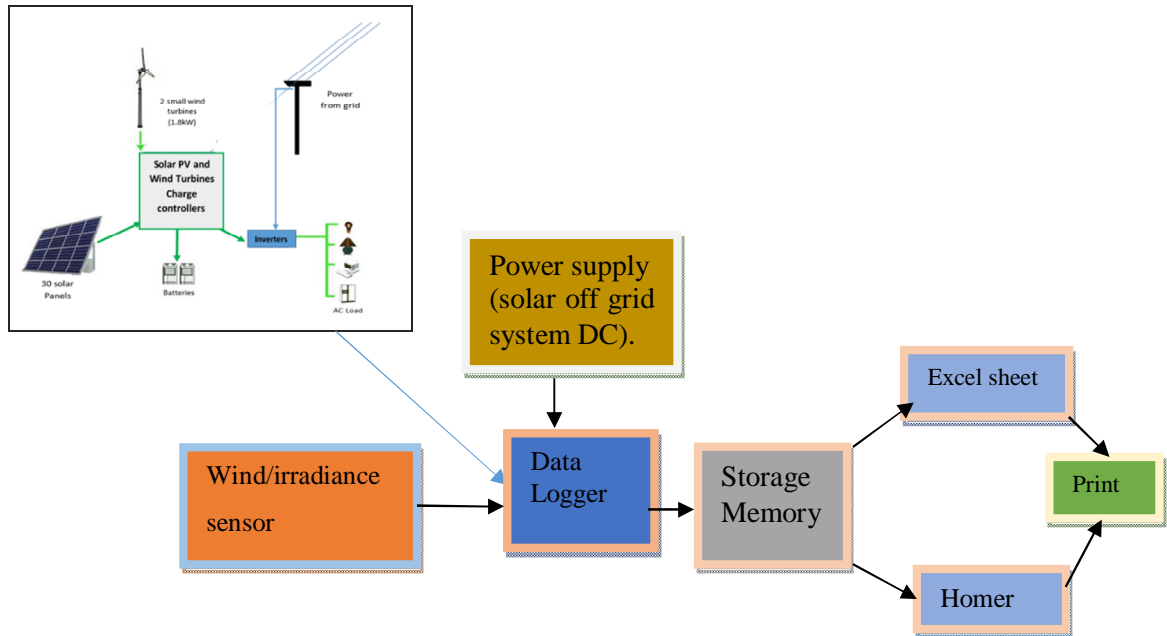 2 small wind
turbines
(1.8kW)
Power
from grid
Solar PV and
Wind Turbines
Charge
controllers
Inverters
30 solar
Panels
Batteries
AC Load
Power supply
(solar off grid
system DC).
Excel sheet
Wind/irradiance
sensor
Data
Logger
Storage
Memory
Print
Homer